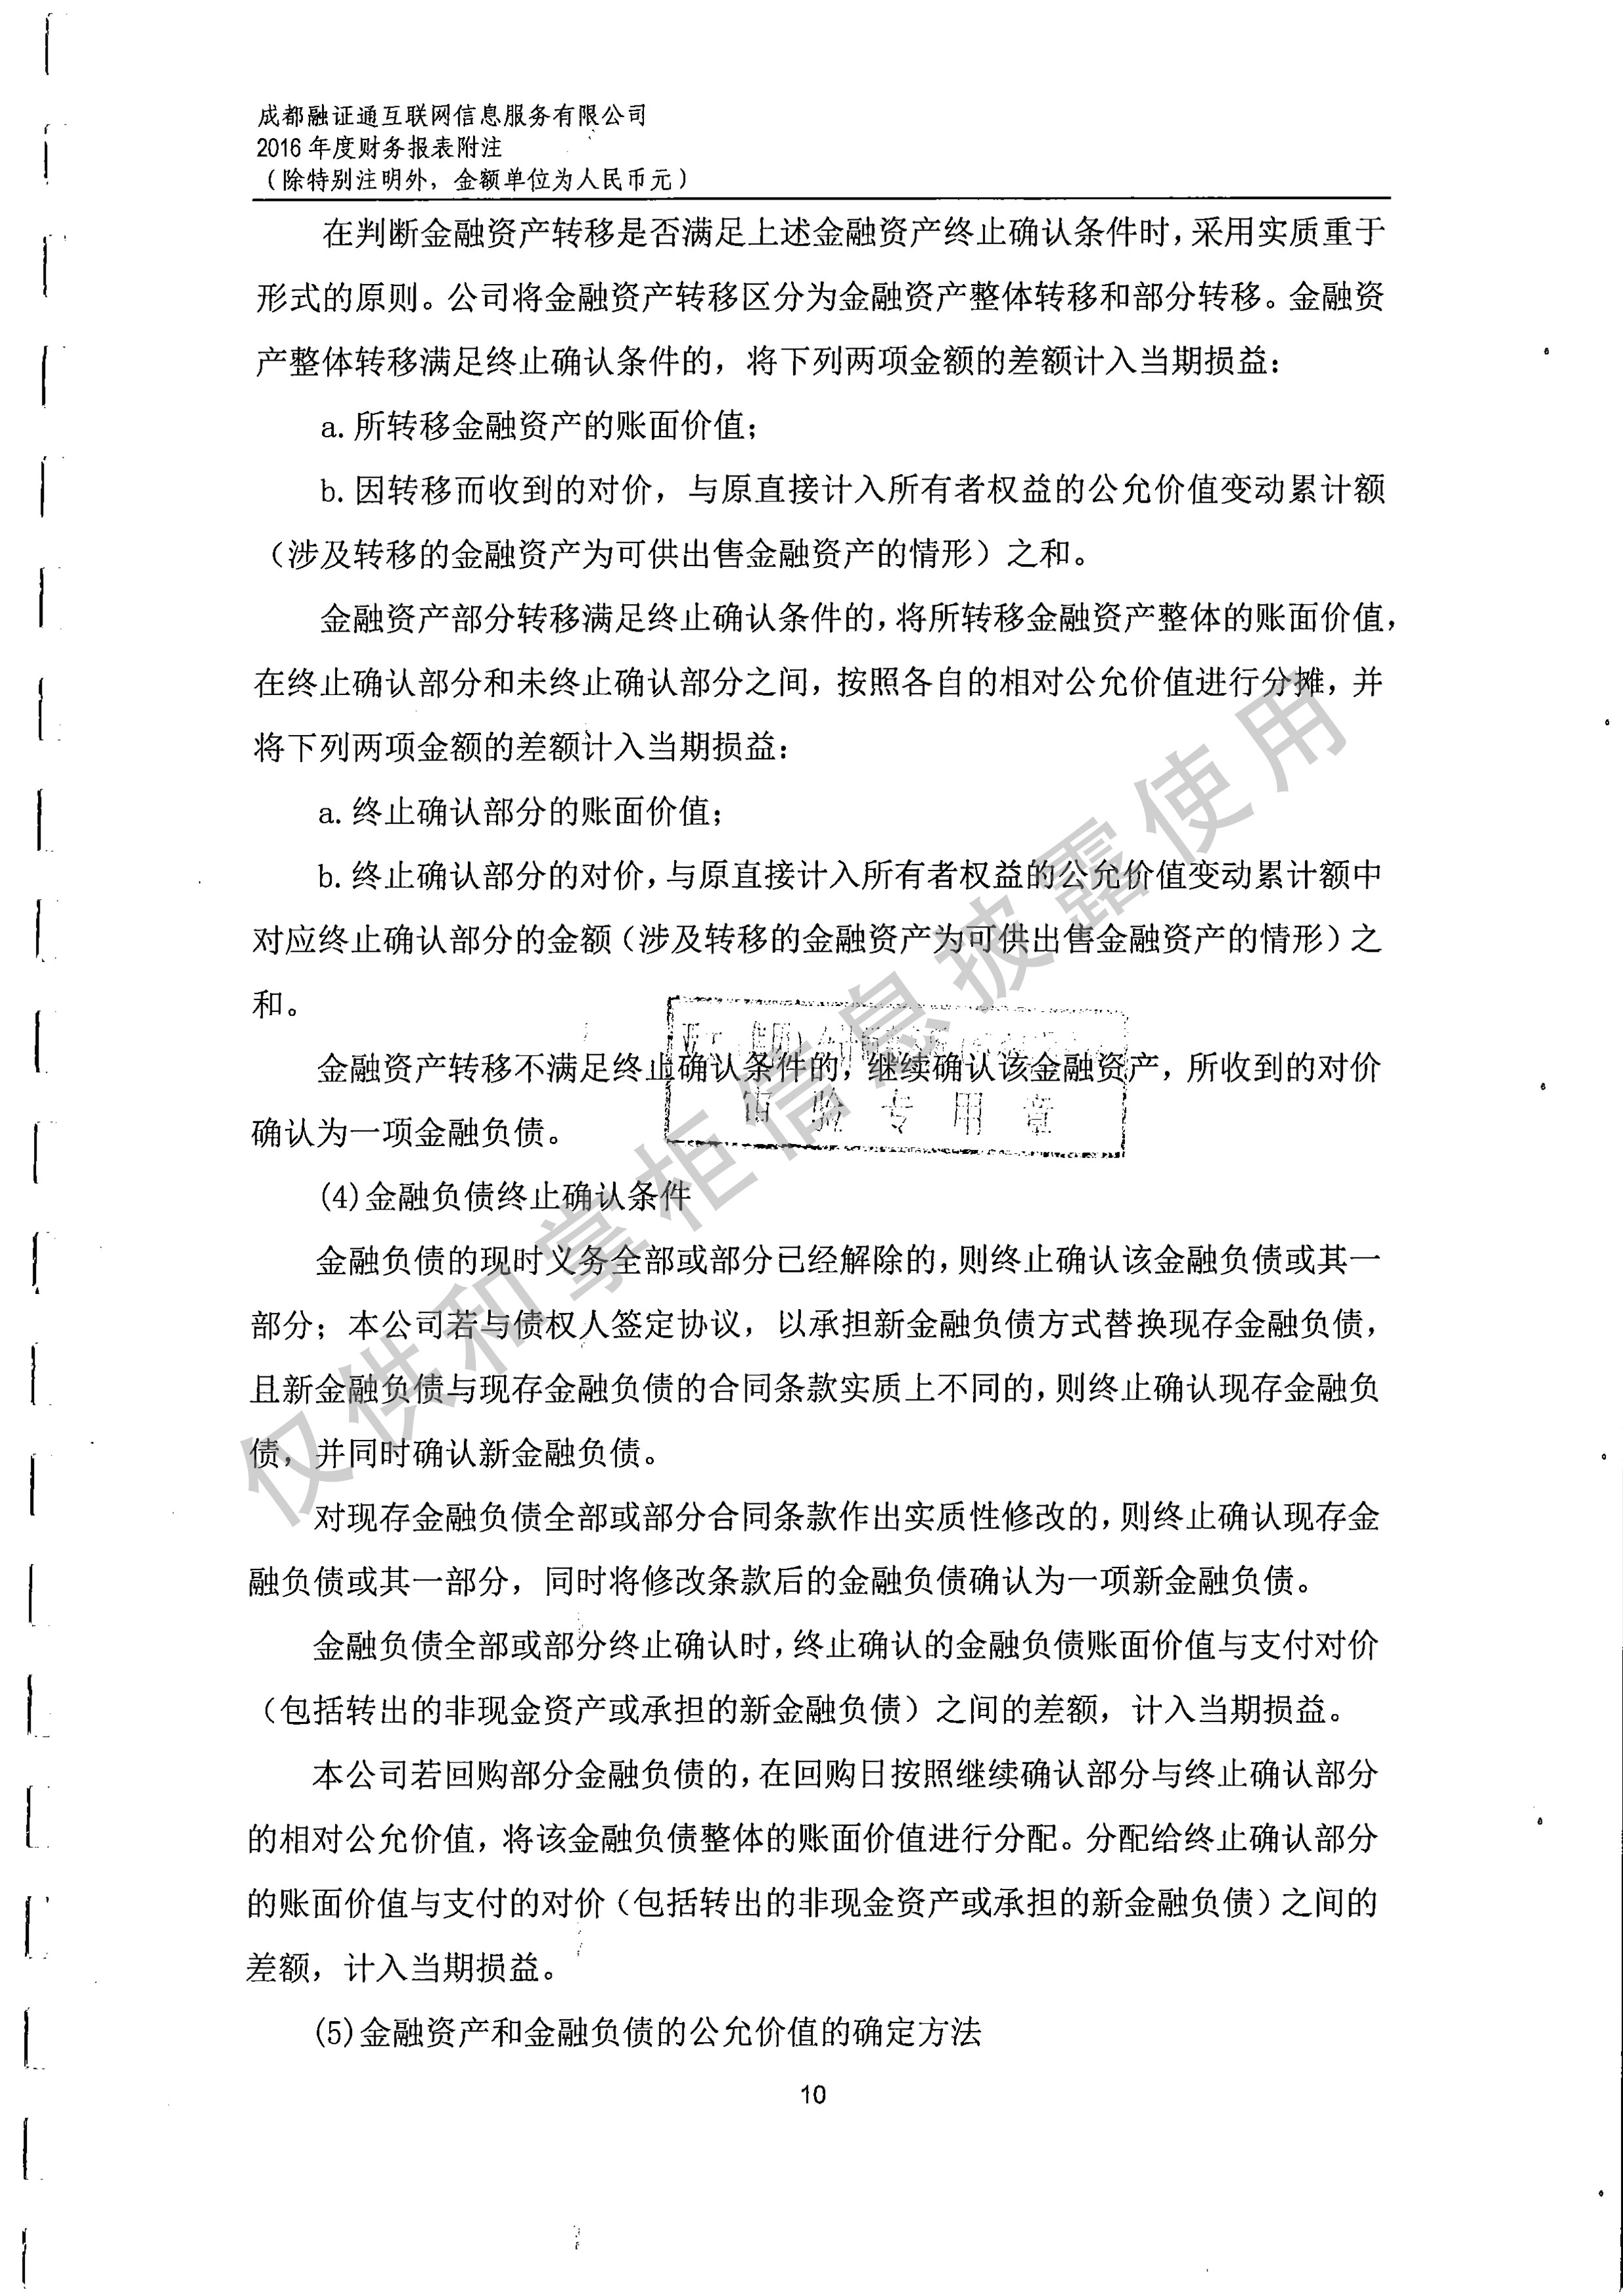 成都融证通互联网信息服务有限公司
2016 年度财务报表附注
（除特别注明外，金额单位为人民币元）
在判断金融资产转移是否满足上述金融资产终止确认条件时，采用实质重于
形式的原则。公司将金融资产转移区分为金融资产整体转移和部分转移。金融资
产整体转移满足终止确认条件的，将下列两项金额的差额计入当期损益：
a. 所转移金融资产的账面价值；
b. 因转移而收到的对价，与原直接计入所有者权益的公允价值变动累计额
（涉及转移的金融资产为可供出售金融资产的情形）之和。
金融资产部分转移满足终止确认条件的，将所转移金融资产整体的账面价值，
在终止确认部分和未终止确认部分之间，按照各自的相对公允价值进行分摊，并
将下列两项金额的差额计入当期损益：
a. 终止确认部分的账面价值；
b. 终止确认部分的对价，与原直接计入所有者权益的公允价值变动累计额中
对应终止确认部分的金额（涉及转移的金融资产为可供出售金融资产的情形）之
和。
金融资产转移不满足终止确认条件的，继续确认该金融资产，所收到的对价
验 专 用 章
确认为一项金融负债。
(4)金融负债终止确认条件
金融负债的现时义务全部或部分已经解除的，则终止确认该金融负债或其一
部分；本公司若与债权人签定协议，以承担新金融负债方式替换现存金融负债，
且新金融负债与现存金融负债的合同条款实质上不同的，则终止确认现存金融负
债，并同时确认新金融负债。
对现存金融负债全部或部分合同条款作出实质性修改的，则终止确认现存金
融负债或其一部分，同时将修改条款后的金融负债确认为一项新金融负债。
金融负债全部或部分终止确认时，终止确认的金融负债账面价值与支付对价
（包括转出的非现金资产或承担的新金融负债）之间的差额，计入当期损益。
本公司若回购部分金融负债的，在回购日按照继续确认部分与终止确认部分
的相对公允价值，将该金融负债整体的账面价值进行分配。分配给终止确认部分
的账面价值与支付的对价（包括转出的非现金资产或承担的新金融负债）之间的
差额，计入当期损益。
(5)金融资产和金融负债的公允价值的确定方法
10
仅供和掌柜信息披露使用